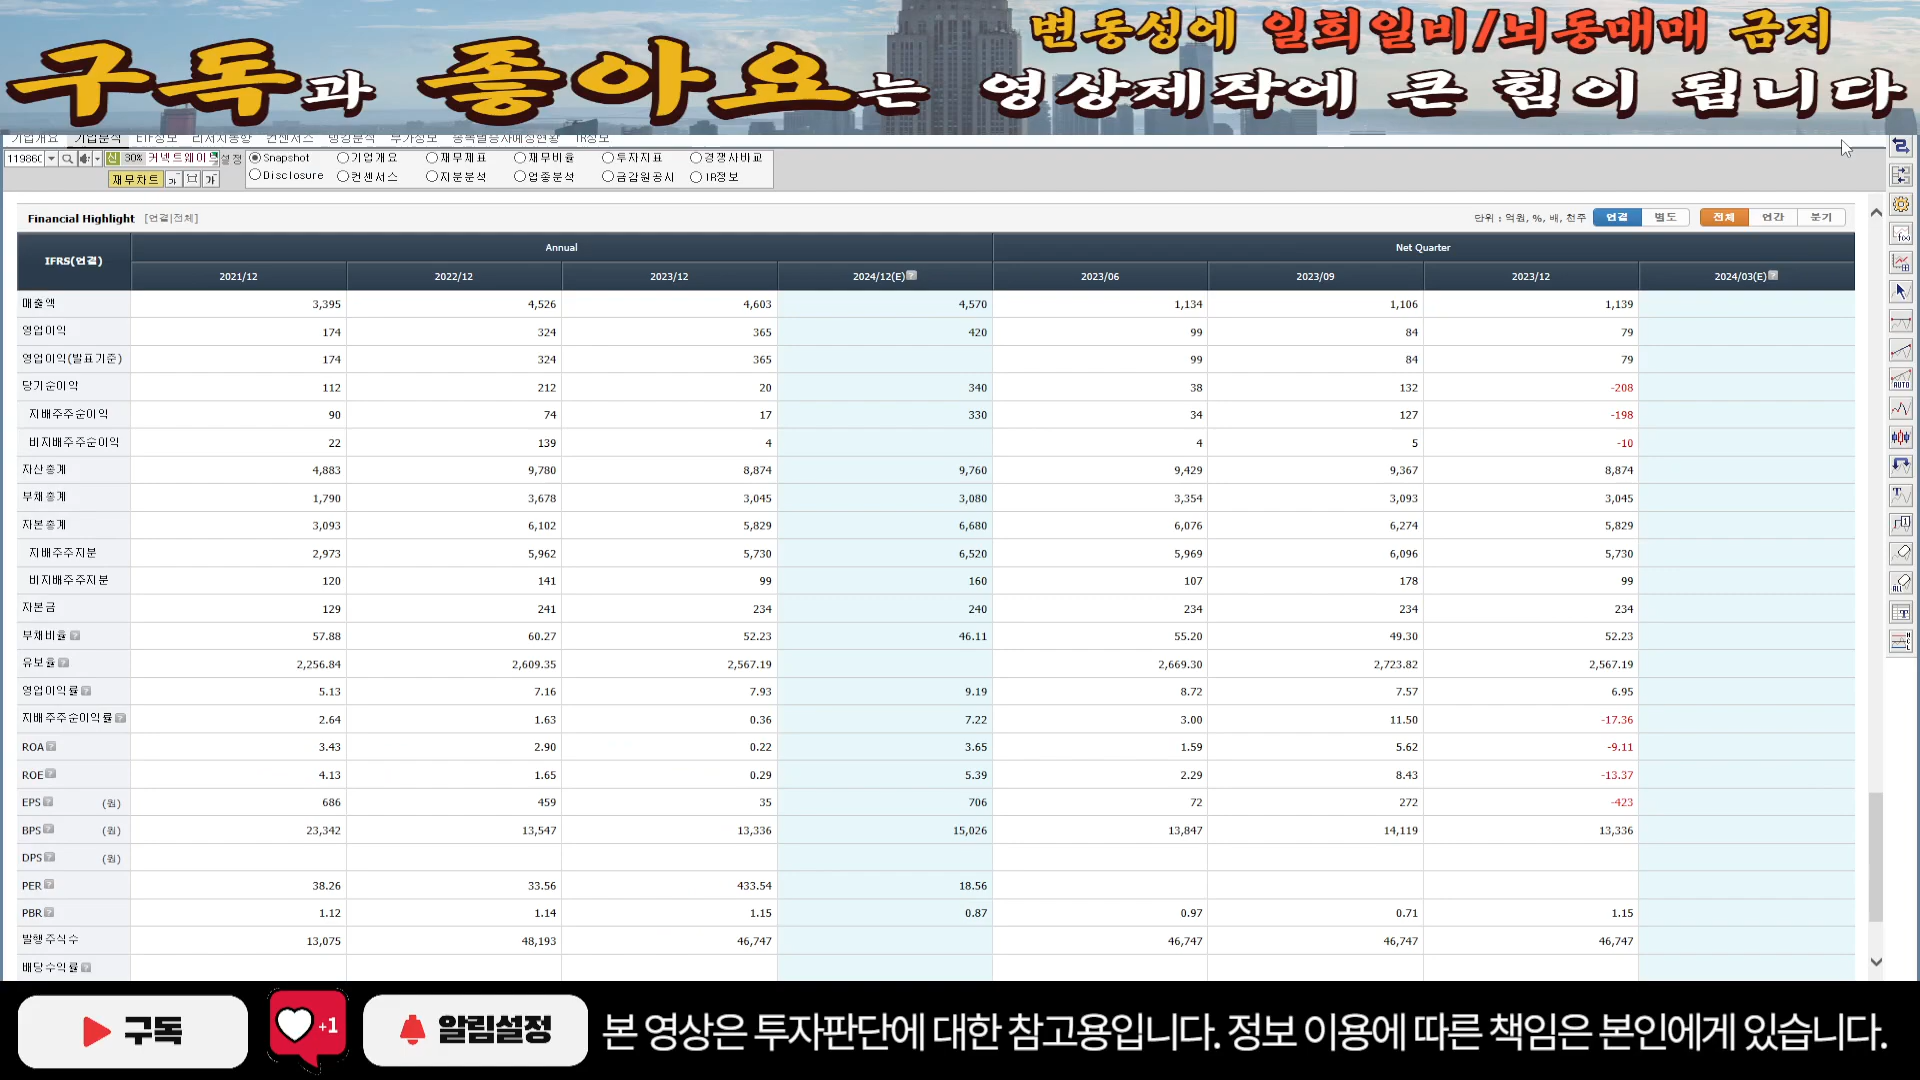 변동성에 일희일비/뇌동매매 금지
구독과 좋아요는 영상제작에 큰 힘이 됩니다
기업개요 기업분석 ETF정보 리서치동향 컨센서스 랭킹분석 부가정보 종목별증자배정현황 IR정보
11986C 신 30% 커넥트웨이 설정 Snapshot 기업개요 재무제표 재무비율 투자지표 경쟁사비교
재무차트 가 가 Disclosure 컨센서스 지분분석 업종분석 금감원공시 IR정보
Financial Highlight [연결|전체] 단위 : 억원, %, 배, 천주 연결 별도 전체 연간 분기
IFRS(연결) Annual Net Quarter
2021/12 2022/12 2023/12 2024/12(E) 2023/06 2023/09 2023/12 2024/03(E)
매출액 3,395 4,526 4,603 4,570 1,134 1,106 1,139
영업이익 174 324 365 420 99 84 79
영업이익(발표기준) 174 324 365 99 84 79
당기순이익 112 212 20 340 38 132 -208
지배주주순이익 90 74 17 330 34 127 -198
비지배주주순이익 22 139 4 4 5 -10
자산총계 4,883 9,780 8,874 9,760 9,429 9,367 8,874
부채총계 1,790 3,678 3,045 3,080 3,354 3,093 3,045
자본총계 3,093 6,102 5,829 6,680 6,076 6,274 5,829
지배주주지분 2,973 5,962 5,730 6,520 5,969 6,096 5,730
비지배주주지분 120 141 99 160 107 178 99
자본금 129 241 234 240 234 234 234
부채비율 57.88 60.27 52.23 46.11 55.20 49.30 52.23
유보율 2,256.84 2,609.35 2,567.19 2,669.30 2,723.82 2,567.19
영업이익률 5.13 7.16 7.93 9.19 8.72 7.57 6.95
지배주주순이익률 2.64 1.63 0.36 7.22 3.00 11.50 -17.36
ROA 3.43 2.90 0.22 3.65 1.59 5.62 -9.11
ROE 4.13 1.65 0.29 5.39 2.29 8.43 -13.37
EPS (원) 686 459 35 706 72 272 -423
BPS (원) 23,342 13,547 13,336 15,026 13,847 14,119 13,336
DPS (원)
PER 38.26 33.56 433.54 18.56
PBR 1.12 1.14 1.15 0.87 0.97 0.71 1.15
발행주식수 13,075 48,193 46,747 46,747 46,747 46,747
배당수익률
구독 +1 알림설정 본 영상은 투자판단에 대한 참고용입니다. 정보 이용에 따른 책임은 본인에게 있습니다.